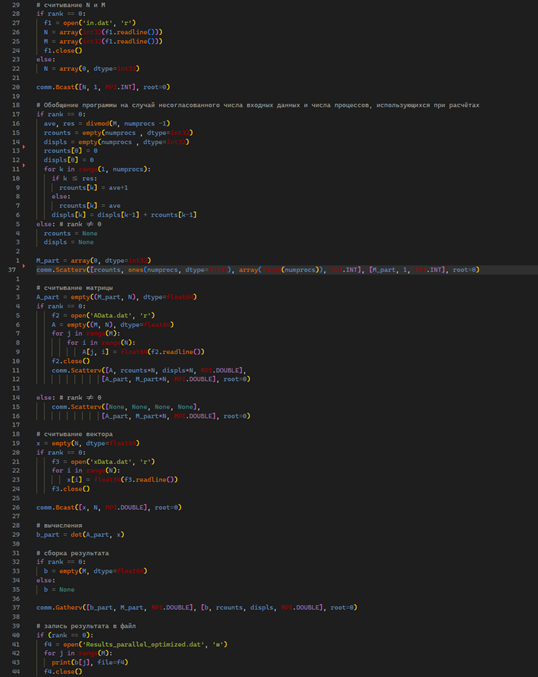 29 # считывание N и M
28 if rank == 0:
27 f1 = open('in.dat', 'r')
26 N = array(int32(f1.readline()))
25 M = array(int32(f1.readline()))
24 f1.close()
23 else:
22 N = array(0, dtype=int32)
21
20 comm.Bcast([N, 1, MPI.INT], root=0)
19
18 # Обобщение программы на случай несогласованного числа входных данных и числа процессов, использующихся при расчётах
17 if rank == 0:
16 ave, res = divmod(M, numprocs -1)
15 rcounts = empty(numprocs , dtype=int32)
14 displs = empty(numprocs , dtype=int32)
13 rcounts[0] = 0
12 displs[0] = 0
11 for k in range(1, numprocs):
10 if k ≤ res:
9 rcounts[k] = ave+1
8 else:
7 rcounts[k] = ave
6 displs[k] = displs[k-1] + rcounts[k-1]
5 else: # rank ≠ 0
4 rcounts = None
3 displs = None
2
1 M_part = array(0, dtype=int32)
37 comm.Scatterv([rcounts, ones(numprocs, dtype=int32), array(range(numprocs)), MPI.INT], [M_part, 1, MPI.INT], root=0)
1
2 # считывание матрицы
3 A_part = empty((M_part, N), dtype=float64)
4 if rank == 0:
5 f2 = open('AData.dat', 'r')
6 A = empty((M, N), dtype=float64)
7 for j in range(M):
8 for i in range(N):
9 A[j, i] = float64(f2.readline())
10 f2.close()
11 comm.Scatterv([A, rcounts*N, displs*N, MPI.DOUBLE],
12 [A_part, M_part*N, MPI.DOUBLE], root=0)
13
14 else: # rank ≠ 0
15 comm.Scatterv([None, None, None, None],
16 [A_part, M_part*N, MPI.DOUBLE], root=0)
17
18 # считывание вектора
19 x = empty(N, dtype=float64)
20 if rank == 0:
21 f3 = open('xData.dat', 'r')
22 for i in range(N):
23 x[i] = float64(f3.readline())
24 f3.close()
25
26 comm.Bcast([x, N, MPI.DOUBLE], root=0)
27
28 # вычисления
29 b_part = dot(A_part, x)
30
31 # сборка результата
32 if rank == 0:
33 b = empty(M, dtype=float64)
34 else:
35 b = None
36
37 comm.Gatherv([b_part, M_part, MPI.DOUBLE], [b, rcounts, displs, MPI.DOUBLE], root=0)
38
39 # запись результата в файл
40 if (rank == 0):
41 f4 = open('Results_parallel_optimized.dat', 'w')
42 for j in range(M):
43 print(b[j], file=f4)
44 f4.close()